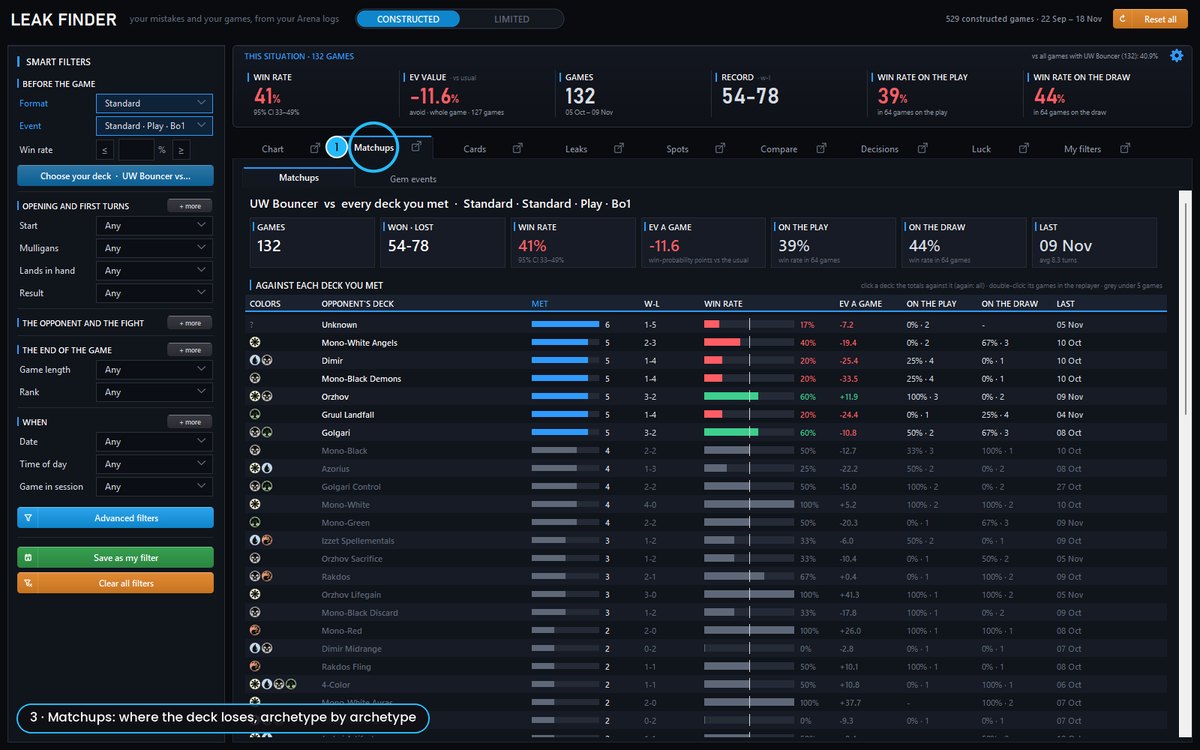 LEAK FINDER your mistakes and your games, from your Arena logs CONSTRUCTED LIMITED 529 constructed games · 22 Sep – 18 Nov Reset all
SMART FILTERS
BEFORE THE GAME
Format Standard
Event Standard · Play · Bo1
Win rate ≤ % ≥
Choose your deck · UW Bouncer vs...
OPENING AND FIRST TURNS + more
Start Any
Mulligans Any
Lands in hand Any
Result Any
THE OPPONENT AND THE FIGHT + more
THE END OF THE GAME + more
Game length Any
Rank Any
WHEN + more
Date Any
Time of day Any
Game in session Any
Advanced filters
Save as my filter
Clear all filters
THIS SITUATION · 132 GAMES vs all games with UW Bouncer (132): 40.9%
WIN RATE EV VALUE · vs usual GAMES RECORD · w-l WIN RATE ON THE PLAY WIN RATE ON THE DRAW
41% -11.6% 132 54-78 39% 44%
95% CI 33–49% avoid · whole game · 127 games 05 Oct – 09 Nov in 64 games on the play in 64 games on the draw
Chart 1 Matchups Cards Leaks Spots Compare Decisions Luck My filters
Matchups Gem events
UW Bouncer vs every deck you met · Standard · Standard · Play · Bo1
GAMES WON · LOST WIN RATE EV A GAME ON THE PLAY ON THE DRAW LAST
132 54-78 41% -11.6 39% 44% 09 Nov
95% CI 33–49% win-probability points vs the usual win rate in 64 games win rate in 64 games avg 8.3 turns
AGAINST EACH DECK YOU MET click a deck: the totals against it (again: all) · double-click: its games in the replayer · grey under 5 games
COLORS OPPONENT'S DECK MET W-L WIN RATE EV A GAME ON THE PLAY ON THE DRAW LAST
? Unknown 6 1-5 17% -7.2 0% · 2 - 05 Nov
Mono-White Angels 5 2-3 40% -19.4 0% · 2 67% · 3 10 Oct
Dimir 5 1-4 20% -25.4 25% · 4 0% · 1 10 Oct
Mono-Black Demons 5 1-4 20% -33.5 25% · 4 0% · 1 10 Oct
Orzhov 5 3-2 60% +11.9 100% · 3 0% · 2 09 Nov
Gruul Landfall 5 1-4 20% -24.4 0% · 1 25% · 4 04 Nov
Golgari 5 3-2 60% -10.8 50% · 2 67% · 3 08 Oct
Mono-Black 4 2-2 50% -12.7 33% · 3 100% · 1 10 Oct
Azorius 4 1-3 25% -22.2 50% · 2 0% · 2 08 Oct
Golgari Control 4 2-2 50% -15.0 100% · 2 0% · 2 27 Oct
Mono-White 4 4-0 100% +5.2 100% · 2 100% · 2 09 Oct
Mono-Green 4 2-2 50% -20.3 0% · 1 67% · 3 09 Nov
Izzet Spellementals 3 1-2 33% -6.0 50% · 2 0% · 1 09 Oct
Orzhov Sacrifice 3 1-2 33% -10.4 0% · 1 50% · 2 05 Nov
Rakdos 3 2-1 67% +0.4 0% · 1 100% · 2 09 Oct
Orzhov Lifegain 3 3-0 100% +41.3 100% · 1 100% · 2 05 Nov
Mono-Black Discard 3 1-2 33% -17.8 100% · 1 0% · 2 09 Oct
Mono-Red 2 2-0 100% +26.0 100% · 1 100% · 1 08 Oct
Dimir Midrange 2 0-2 0% -2.8 0% · 1 0% · 1 07 Oct
Rakdos Fling 2 1-1 50% +10.1 100% · 1 0% · 1 07 Oct
4-Color 2 1-1 50% +10.8 0% · 1 100% · 1 06 Oct
2 2-0 100% +37.7 - 100% · 2 07 Oct
2 0-2 0% -9.3 0% · 1 0% · 1 05 Oct
3 · Matchups: where the deck loses, archetype by archetype